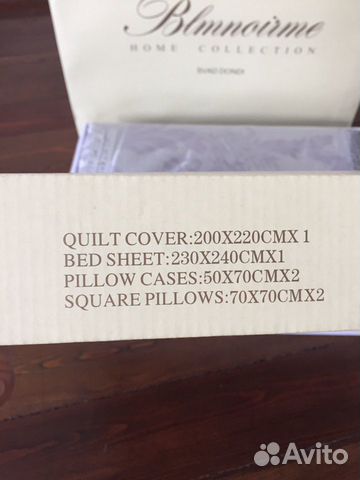 Blmnoirme
HOME COLLECTION
QUILT COVER:200X220CMX 1
BED SHEET:230X240CMX1
PILLOW CASES:50X70CMX2
SQUARE PILLOWS:70X70CMX2
Avito